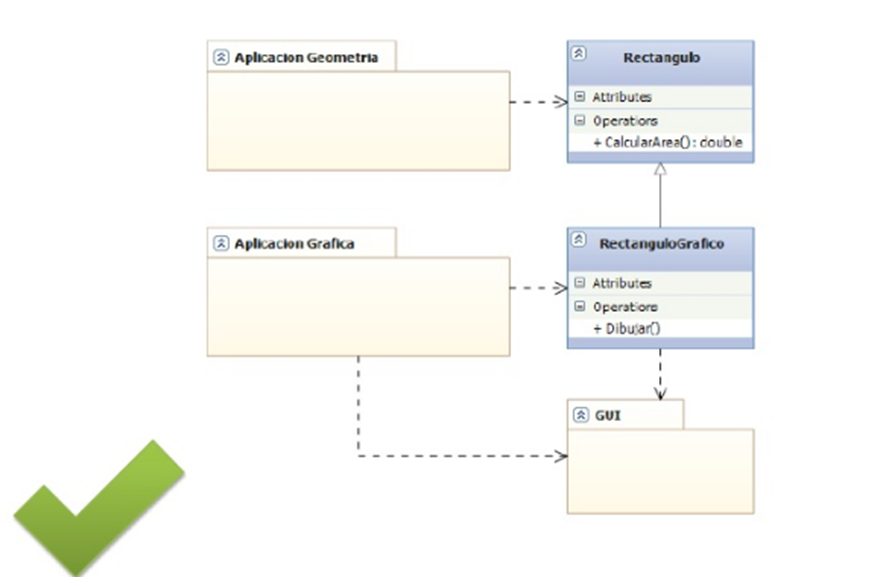 Aplicacion Geometria
Rectangulo
Attributes
Operations
+ CalcularArea() : double
Aplicacion Grafica
RectanguloGrafico
Attributes
Operations
+ Dibujar()
GUI